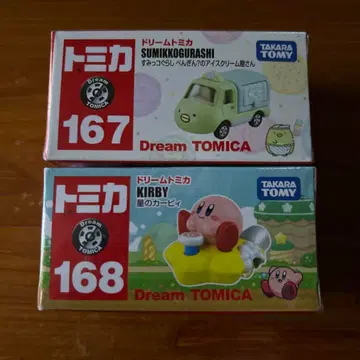 トミカ
Dream
TOMICA
167
ドリームトミカ
SUMIKKOGURASHI
すみっコぐらし ぺんぎん?のアイスクリーム屋さん
TAKARA
TOMY
Dream TOMICA
トミカ
Dream
TOMICA
168
ドリームトミカ
KIRBY
星のカービィ
TAKARA
TOMY
Dream TOMICA